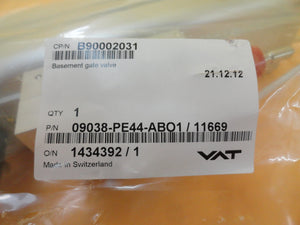 CP/N B90002031
Basement gate valve
21.12.12
QTY 1
P/N 09038-PE44-ABO1 / 11669
O/N 1434392 / 1
VAT
Made in Switzerland